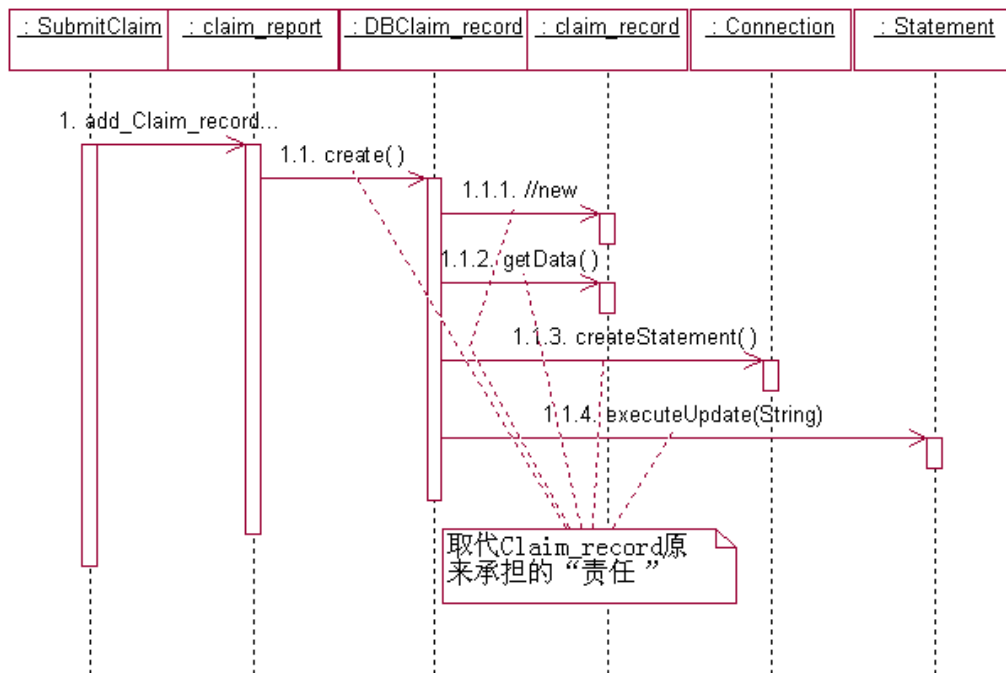 : SubmitClaim
: claim_report
: DBClaim_record
: claim_record
: Connection
: Statement
1. add_Claim_record...
1.1. create()
1.1.1. //new
1.1.2. getData()
1.1.3. createStatement()
1.1.4. executeUpdate(String)
取代Claim_record原
来承担的“责任 ”